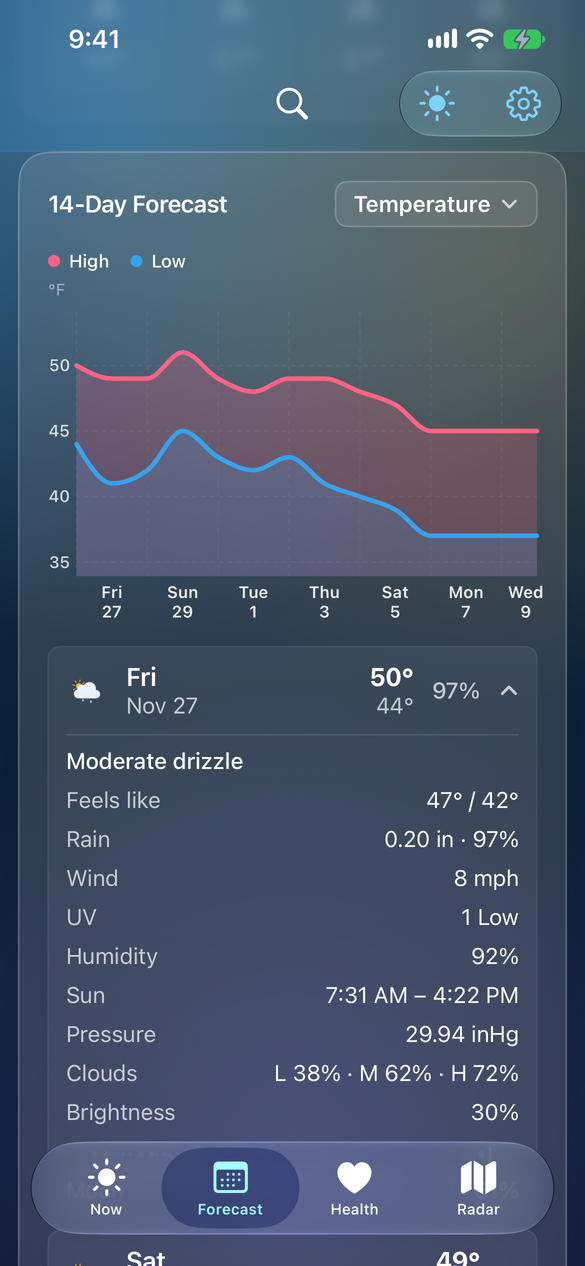 9:41
14-Day Forecast
Temperature
High Low
°F
50
45
40
35
Fri Sun Tue Thu Sat Mon Wed
27 29 1 3 5 7 9
Fri 50° 97%
Nov 27 44°
Moderate drizzle
Feels like 47° / 42°
Rain 0.20 in · 97%
Wind 8 mph
UV 1 Low
Humidity 92%
Sun 7:31 AM – 4:22 PM
Pressure 29.94 inHg
Clouds L 38% · M 62% · H 72%
Brightness 30%
Now Forecast Health Radar
Sat 49°